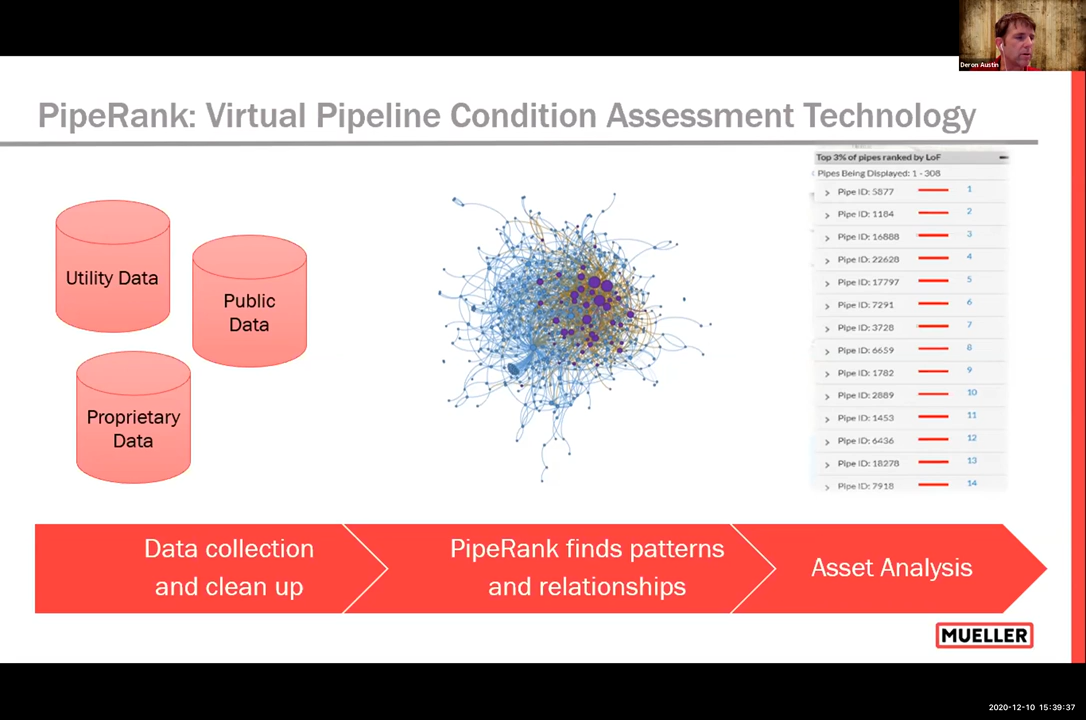 Deron Austin
PipeRank: Virtual Pipeline Condition Assessment Technology
Utility Data
Public
Data
Proprietary
Data
Top 3% of pipes ranked by LoF
Pipes Being Displayed: 1 - 308
Pipe ID: 5877 1
Pipe ID: 1184 2
Pipe ID: 16888 3
Pipe ID: 22628 4
Pipe ID: 17797 5
Pipe ID: 7291 6
Pipe ID: 3728 7
Pipe ID: 6659 8
Pipe ID: 1782 9
Pipe ID: 2889 10
Pipe ID: 1453 11
Pipe ID: 6436 12
Pipe ID: 18278 13
Pipe ID: 7918 14
Data collection
and clean up
PipeRank finds patterns
and relationships
Asset Analysis
MUELLER
2020-12-10 15:39:37